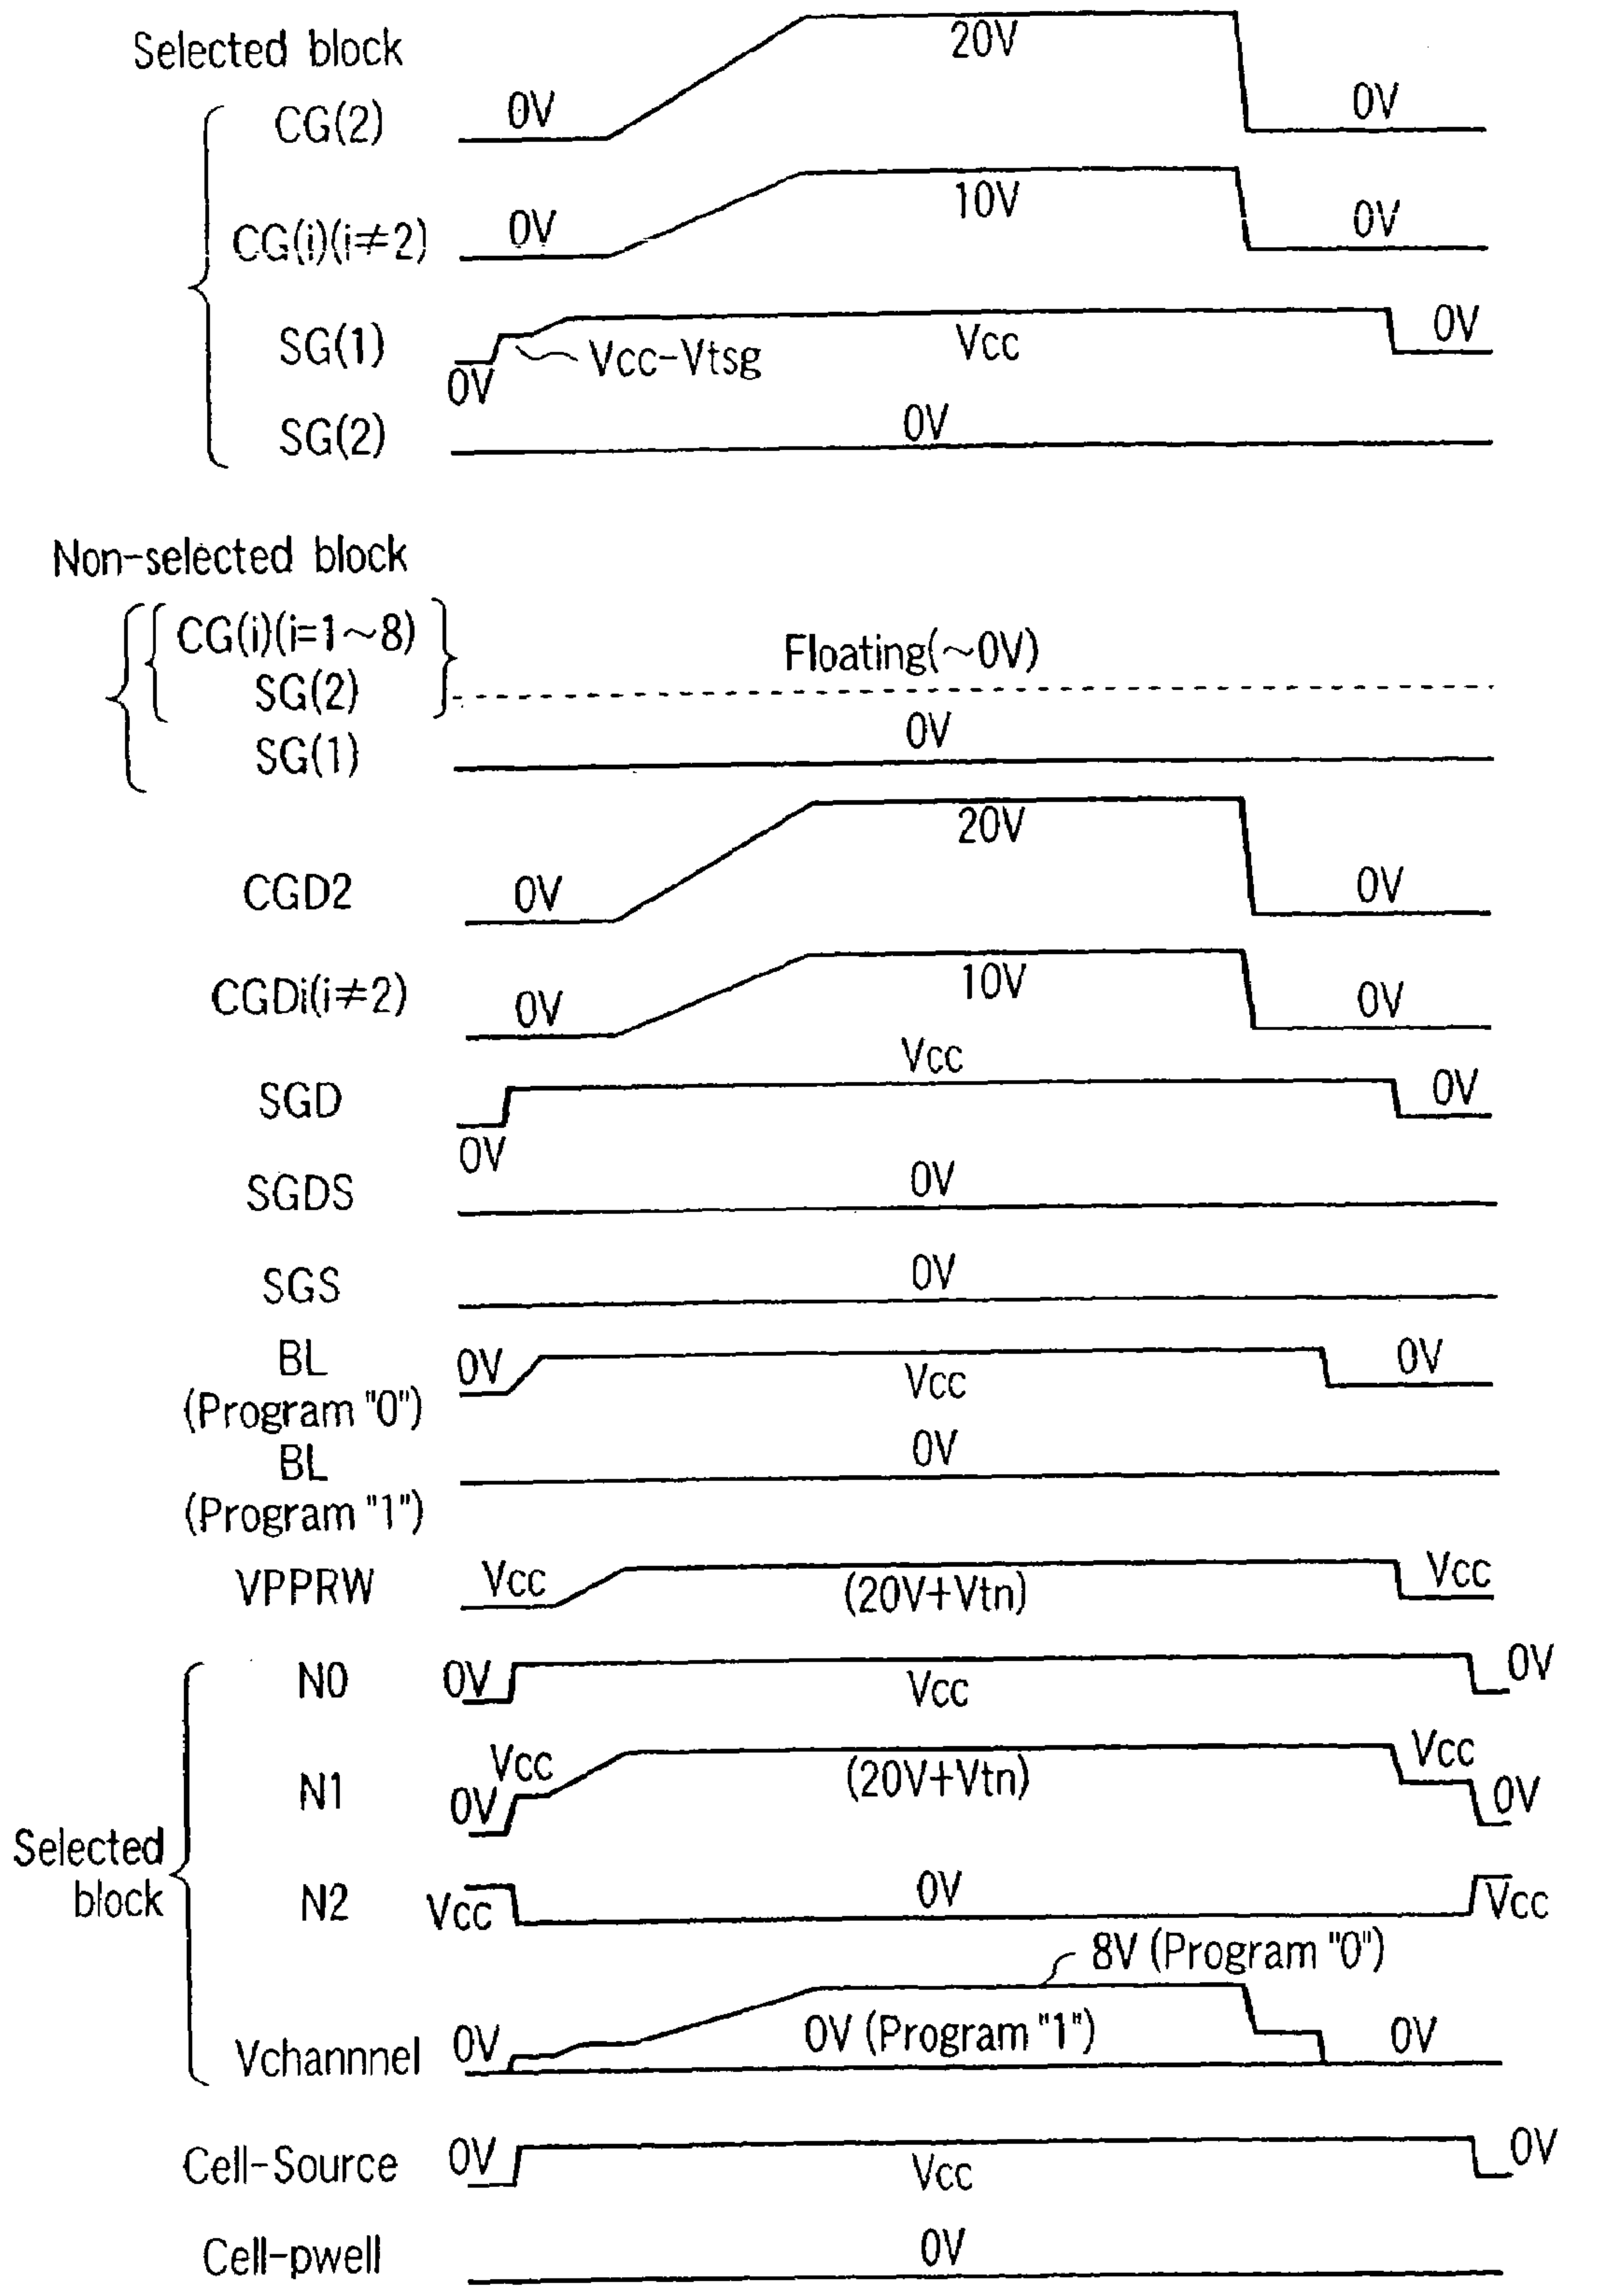 Selected block
20V
CG(2) 0V 0V
10V
CG(i)(i≠2) 0V 0V
SG(1) 0V Vcc-Vtsg Vcc 0V
SG(2) 0V
Non-selected block
CG(i)(i=1~8) Floating(~0V)
SG(2)
SG(1) 0V
20V
CGD2 0V 0V
CGDi(i≠2) 0V 10V 0V
SGD 0V Vcc 0V
SGDS 0V
SGS 0V
BL 0V Vcc 0V
(Program "0")
BL 0V
(Program "1")
VPPRW Vcc (20V+Vtn) Vcc
N0 0V Vcc 0V
N1 0V Vcc (20V+Vtn) Vcc 0V
Selected
block
N2 Vcc 0V Vcc
8V (Program "0")
Vchannnel 0V 0V (Program "1") 0V
Cell-Source 0V Vcc 0V
Cell-pwell 0V